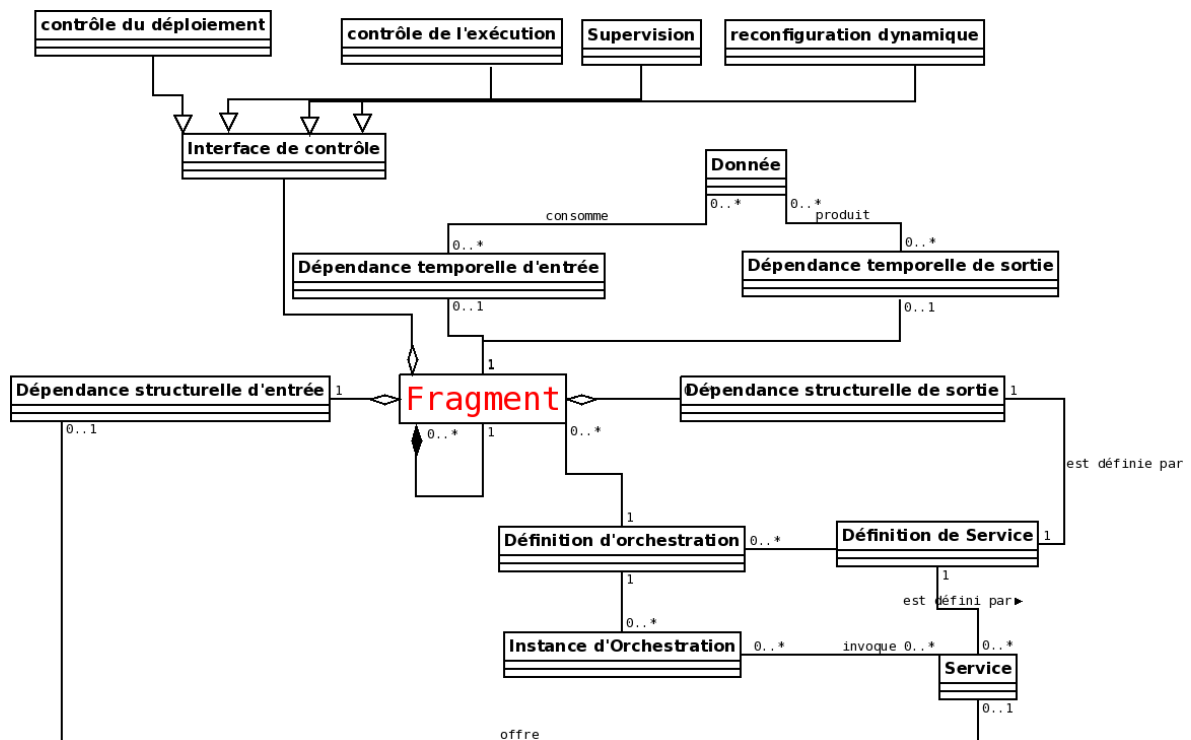 contrôle du déploiement
contrôle de l'exécution
Supervision
reconfiguration dynamique
Interface de contrôle
Donnée
0..*
0..*
consomme
produit
0..*
0..*
Dépendance temporelle d'entrée
Dépendance temporelle de sortie
0..1
0..1
1
Dépendance structurelle d'entrée
1
Fragment
Dépendance structurelle de sortie
1
0..1
0..*
1
0..*
est définie par
1
Définition d'orchestration
0..*
Définition de Service
1
1
1
est défini par▶
0..*
0..*
Instance d'Orchestration
0..*
invoque
0..*
Service
0..1
offre